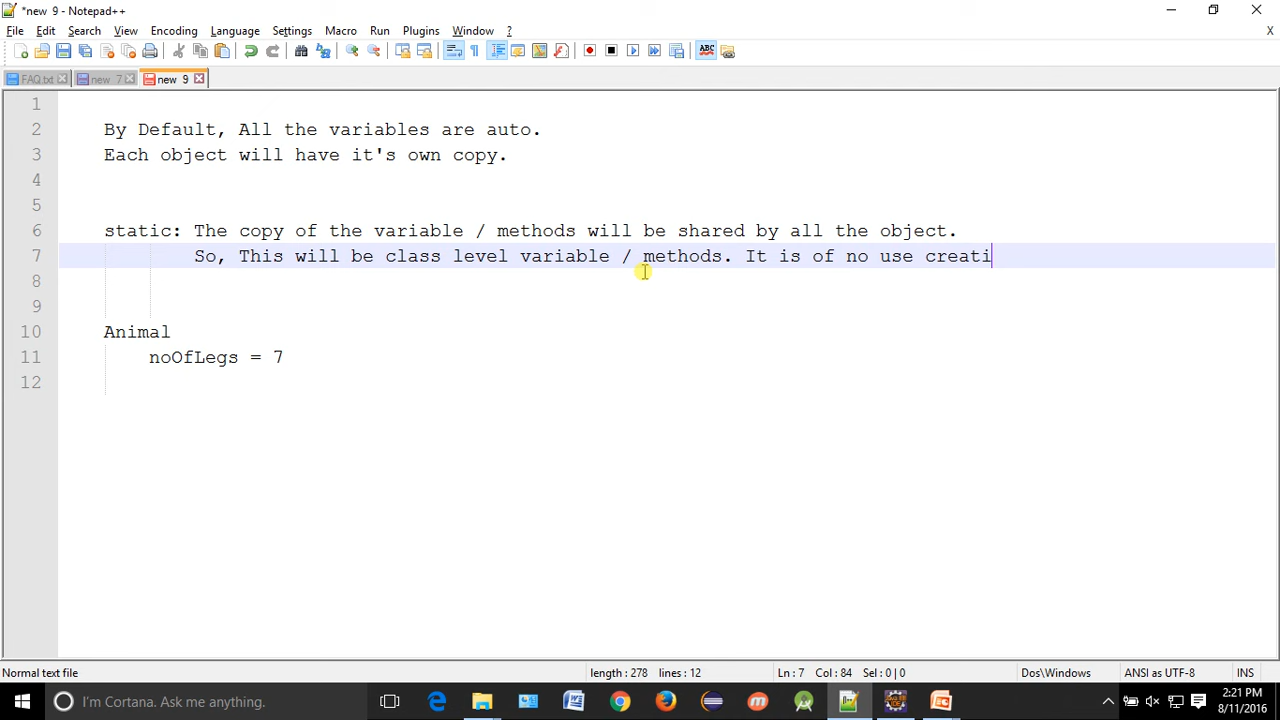 *new 9 - Notepad++
File Edit Search View Encoding Language Settings Macro Run Plugins Window ? X
FAQ.txt new 7 new 9
1
2 By Default, All the variables are auto.
3 Each object will have it's own copy.
4
5
6 static: The copy of the variable / methods will be shared by all the object.
7 So, This will be class level variable / methods. It is of no use creati
8
9
10 Animal
11 noOfLegs = 7
12
Normal text file length : 278 lines : 12 Ln : 7 Col : 84 Sel : 0 | 0 Dos\Windows ANSI as UTF-8 INS
I'm Cortana. Ask me anything. 2:21 PM
8/11/2016